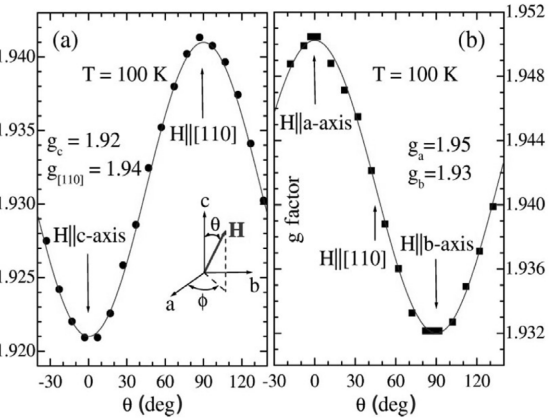 (a)
T = 100 K
H||[110]
g_c = 1.92
g_[110] = 1.94
H||c-axis
c
θ
H
a
b
ϕ
1.940
1.935
1.930
1.925
1.920
-30 0 30 60 90 120
θ (deg)
(b)
T = 100 K
H||a-axis
g_a = 1.95
g_b = 1.93
g factor
H||[110]
H||b-axis
1.952
1.948
1.944
1.940
1.936
1.932
-30 0 30 60 90 120
θ (deg)